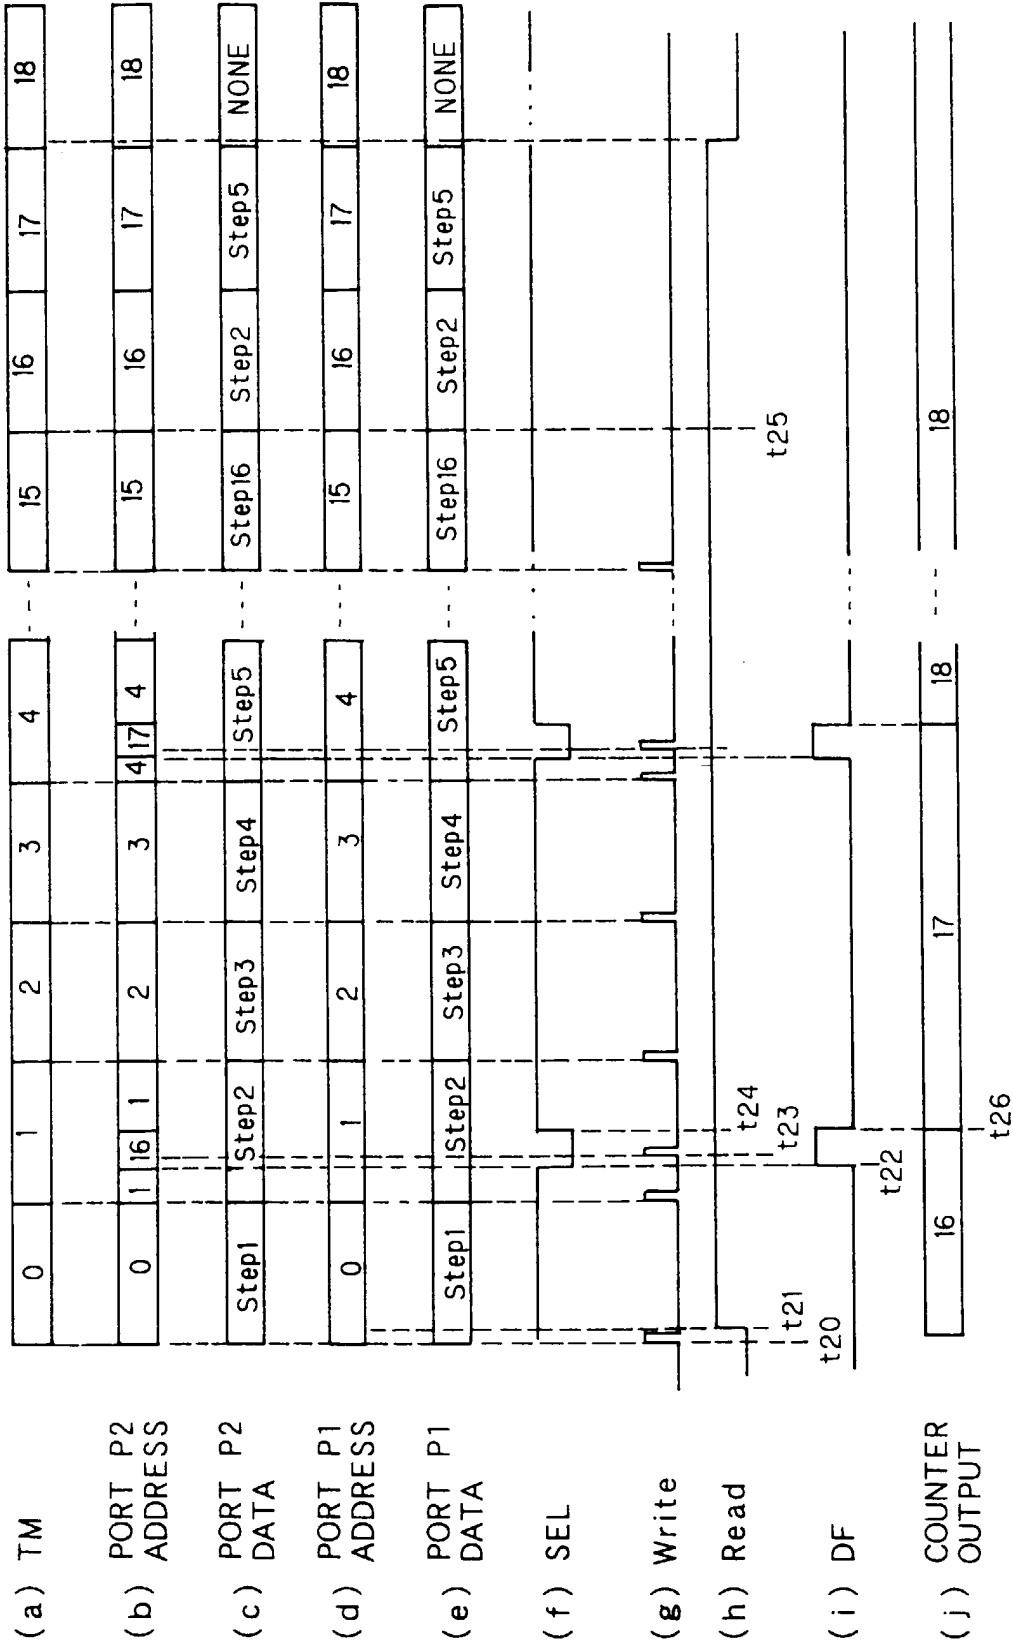 (a) TM
0 1 2 3 4 --- 15 16 17 18
(b) PORT P2
ADDRESS
0 1 16 1 2 3 4 17 4 --- 15 16 17 18
(c) PORT P2
DATA
Step1 Step2 Step3 Step4 Step5 --- Step16 Step2 Step5 NONE
(d) PORT P1
ADDRESS
0 1 2 3 4 --- 15 16 17 18
(e) PORT P1
DATA
Step1 Step2 Step3 Step4 Step5 --- Step16 Step2 Step5 NONE
(f) SEL
(g) Write
t24
t23
t25
(h) Read
t21
t20
(i) DF
t22
(j) COUNTER
OUTPUT
16 17 18 --- 18
t26